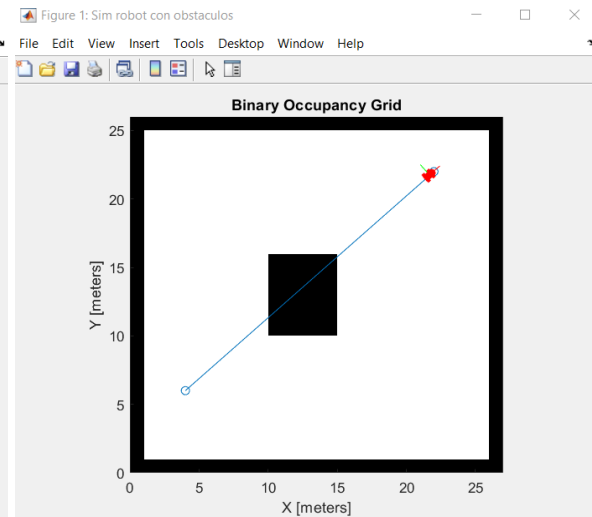 Figure 1: Sim robot con obstaculos
File Edit View Insert Tools Desktop Window Help
Binary Occupancy Grid
25
20
15
10
5
0
Y [meters]
0 5 10 15 20 25
X [meters]